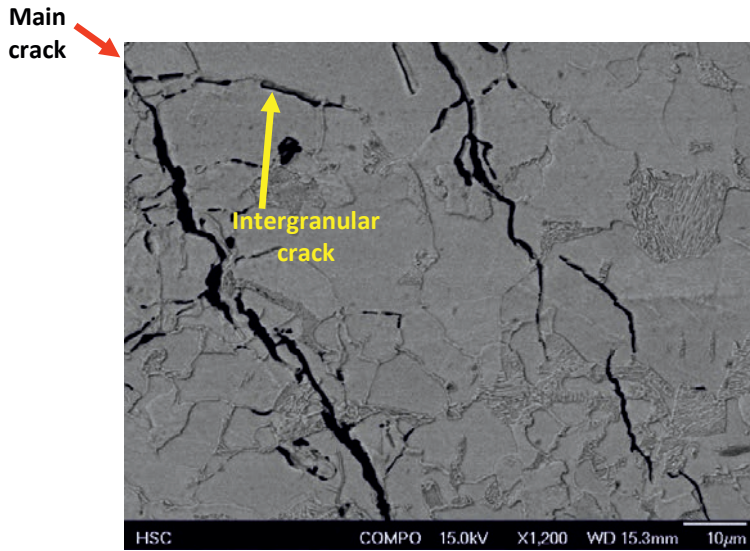 Main
crack
Intergranular
crack
HSC COMPO 15.0kV X1,200 WD 15.3mm 10μm